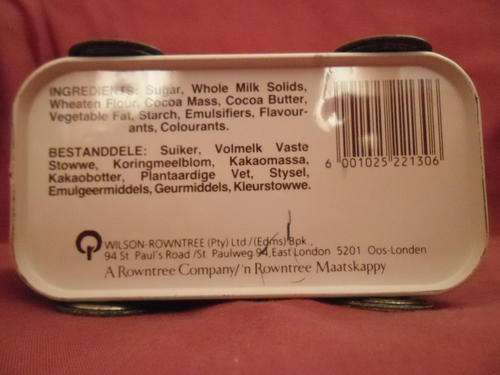 INGREDIENTS: Sugar, Whole Milk Solids,
Wheaten Flour, Cocoa Mass, Cocoa Butter,
Vegetable Fat, Starch, Emulsifiers, Flavour-
ants, Colourants.
BESTANDDELE: Suiker, Volmelk Vaste
Stowwe, Koringmeelblom, Kakaomassa,
Kakaobotter, Plantaardige Vet, Stysel,
Emulgeermiddels, Geurmiddels, Kleurstowwe.
6 001025 221306
WILSON-ROWNTREE (Pty) Ltd./(Edms) Bpk.,
94 St. Paul's Road /St. Paulweg 94, East London 5201 Oos-Londen
A Rowntree Company/'n Rowntree Maatskappy